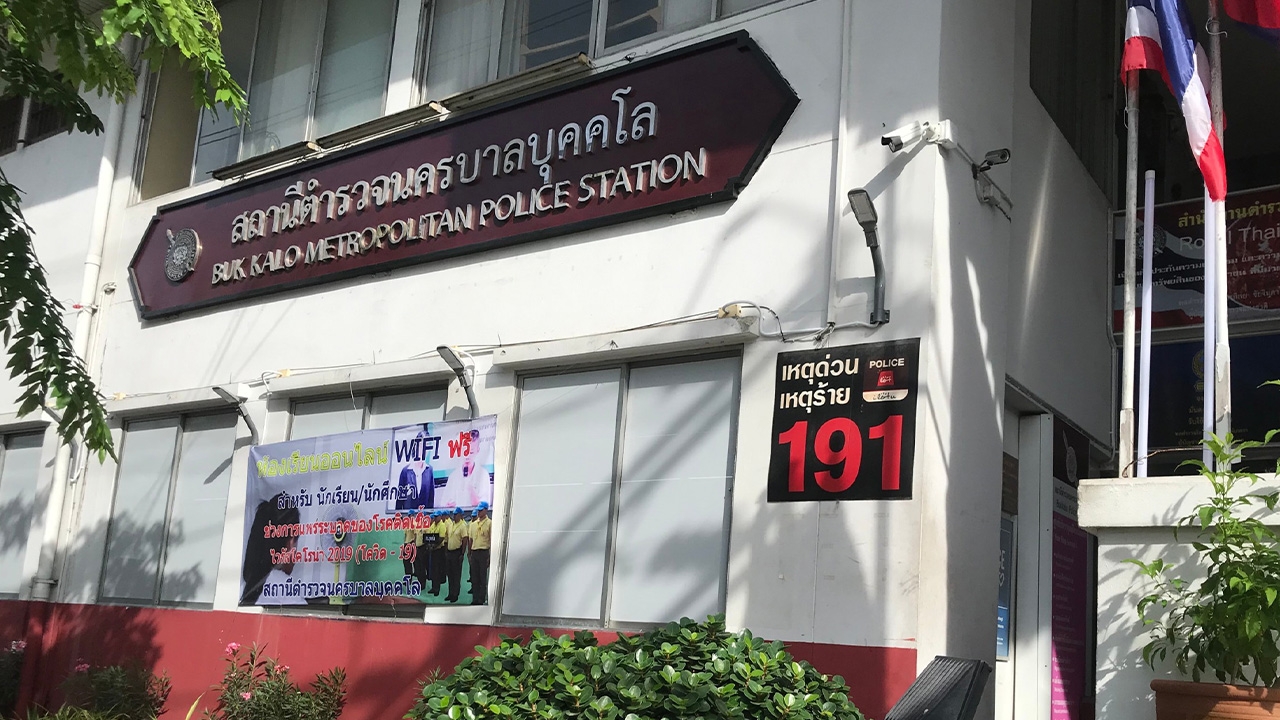 สถานีตำรวจนครบาลบุคคโล
BUK KALO METROPOLITAN POLICE STATION
เหตุด่วน
เหตุร้าย
POLICE
191
ห้องเรียนออนไลน์ WIFI ฟรี
สำหรับ นักเรียน/นักศึกษา
ช่วงการแพร่ระบาดของโรคติดเชื้อ
ไวรัสโคโรน่า 2019 (โควิด - 19)
สถานีตำรวจนครบาลบุคคโล
Thai